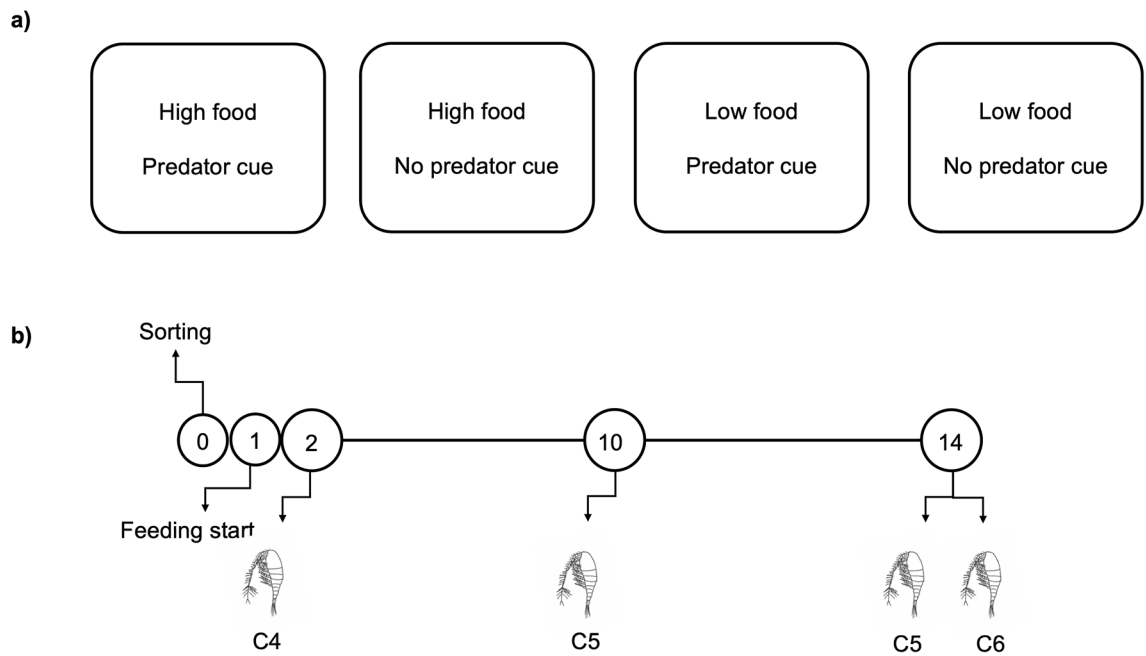 a)
High food
Predator cue
High food
No predator cue
Low food
Predator cue
Low food
No predator cue
b)
Sorting
0
1
2
10
14
Feeding start
C4
C5
C5
C6